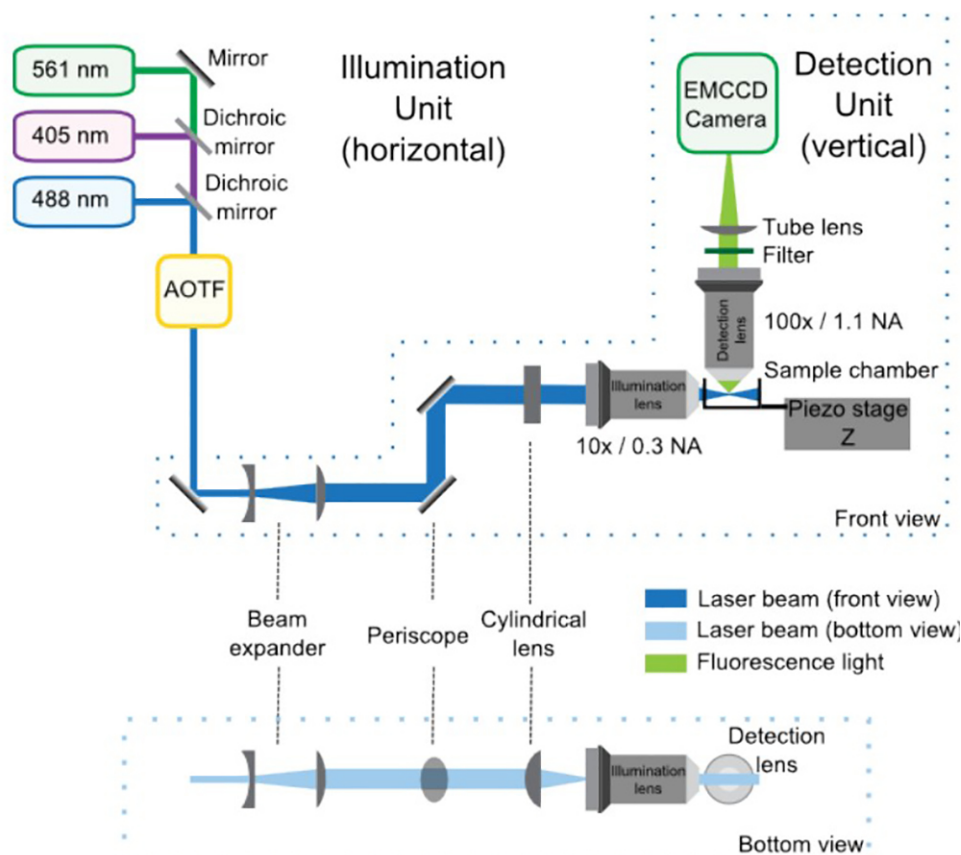 561 nm
405 nm
488 nm
Mirror
Dichroic
mirror
Dichroic
mirror
AOTF
Illumination
Unit
(horizontal)
EMCCD
Camera
Detection
Unit
(vertical)
Tube lens
Filter
Detection
lens
100x / 1.1 NA
Sample chamber
Illumination
lens
10x / 0.3 NA
Piezo stage
Z
Front view
Beam
expander
Periscope
Cylindrical
lens
Laser beam (front view)
Laser beam (bottom view)
Fluorescence light
Illumination
lens
Detection
lens
Bottom view